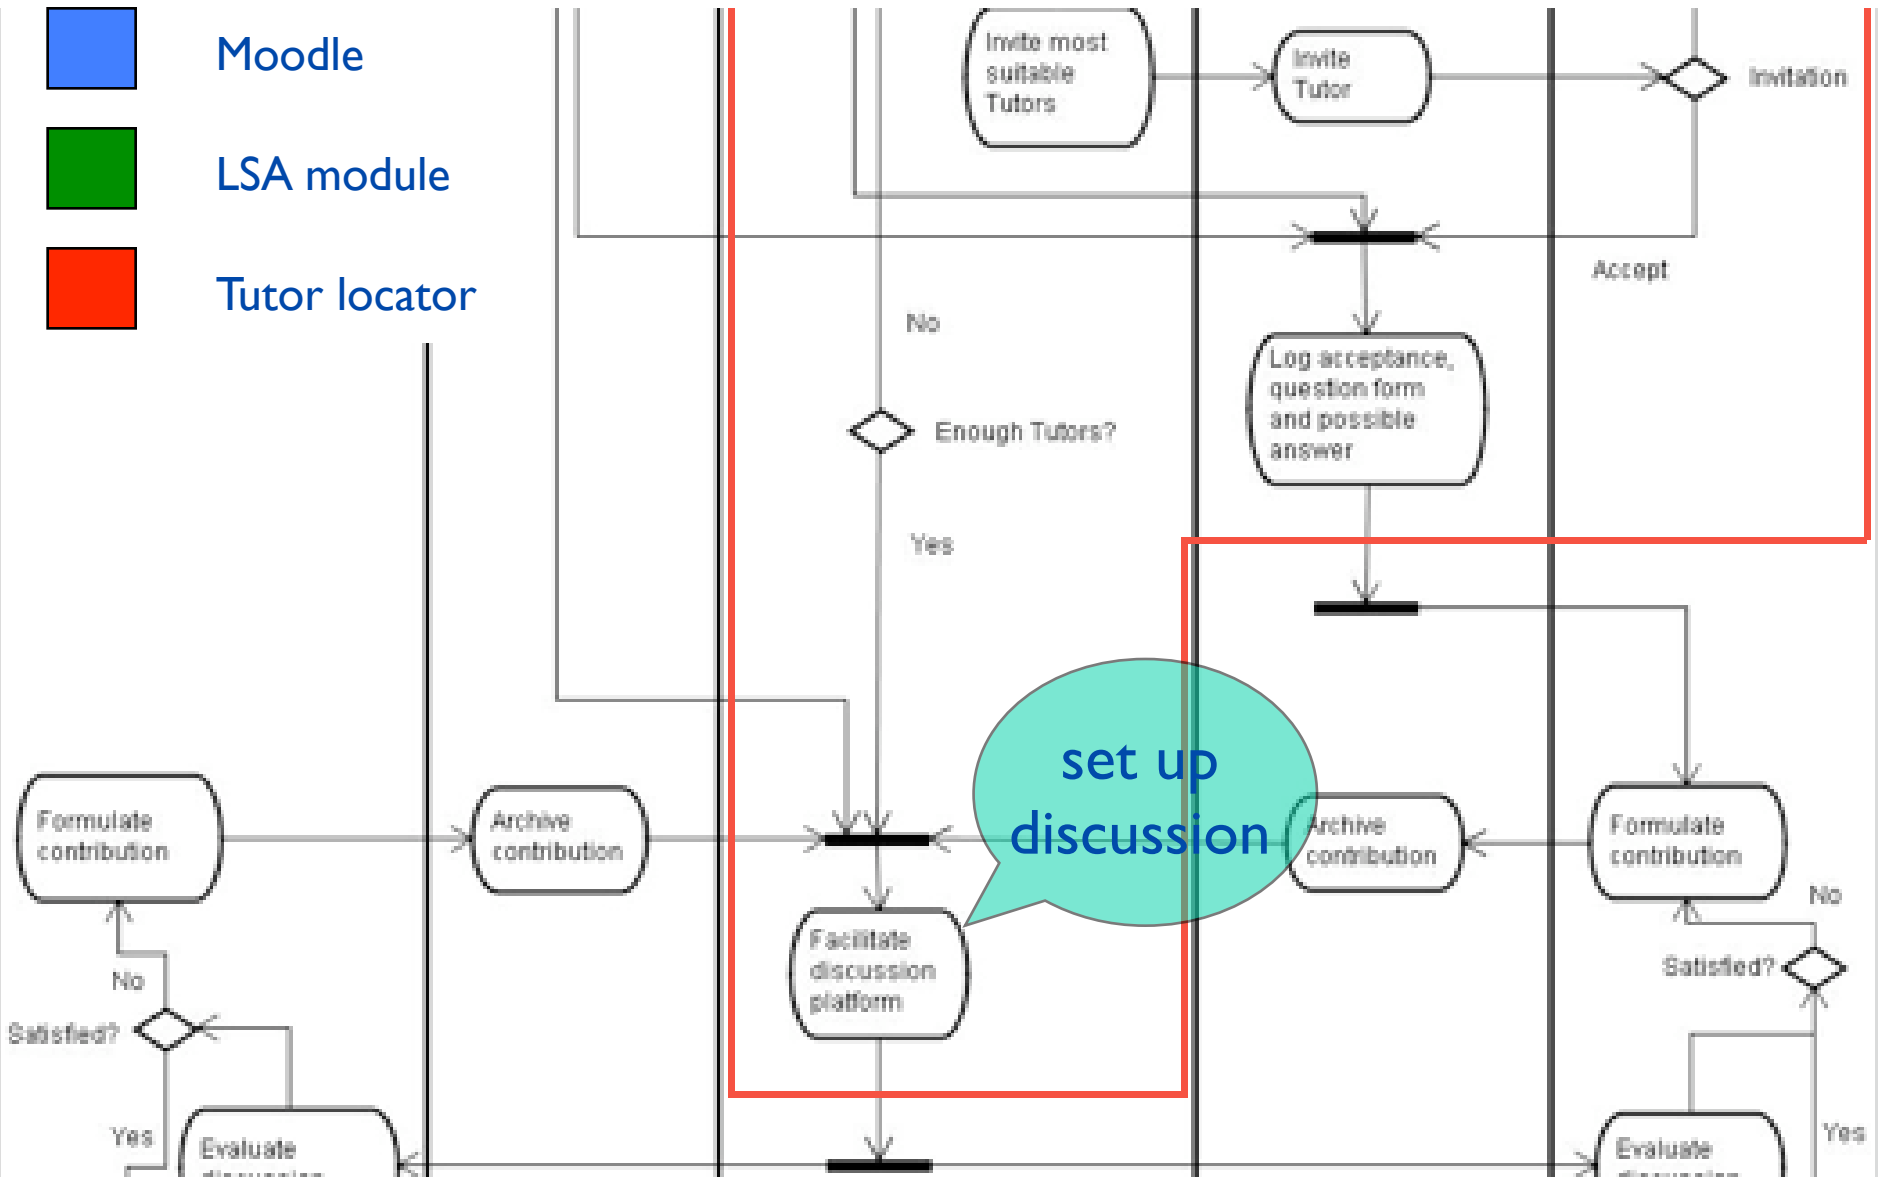 Moodle
LSA module
Tutor locator
Invite most
suitable
Tutors
Invite
Tutor
Invitation
Accept
No
Log acceptance,
question form
and possible
answer
Enough Tutors?
Yes
set up
discussion
Formulate
contribution
Archive
contribution
Archive
contribution
Formulate
contribution
No
Facilitate
discussion
platform
Satisfied?
No
Satisfied?
Yes
Evaluate
discussion
Evaluate
discussion
Yes